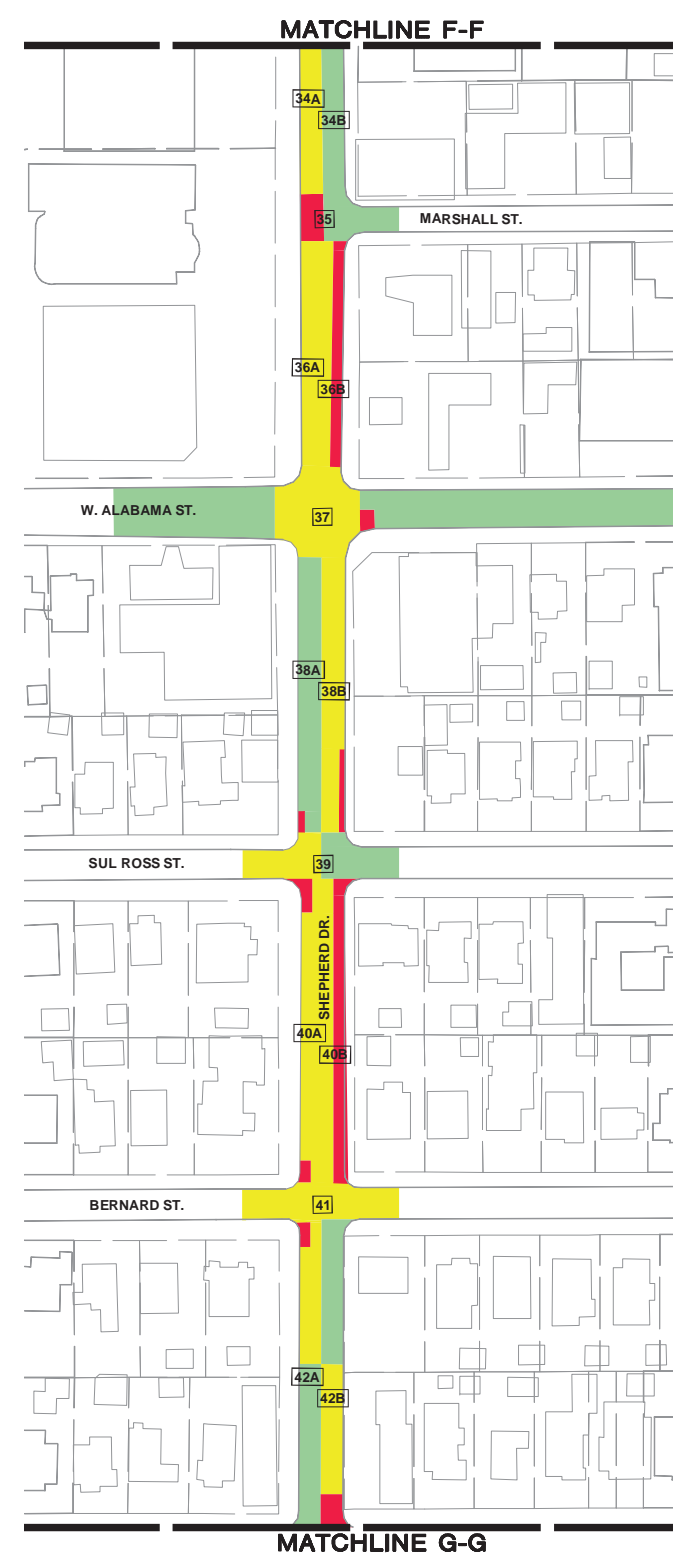 MATCHLINE F-F
34A
34B
35
MARSHALL ST.
36A
36B
W. ALABAMA ST.
37
38A
38B
SUL ROSS ST.
39
SHEPHERD DR.
40A
40B
BERNARD ST.
41
42A
42B
MATCHLINE G-G